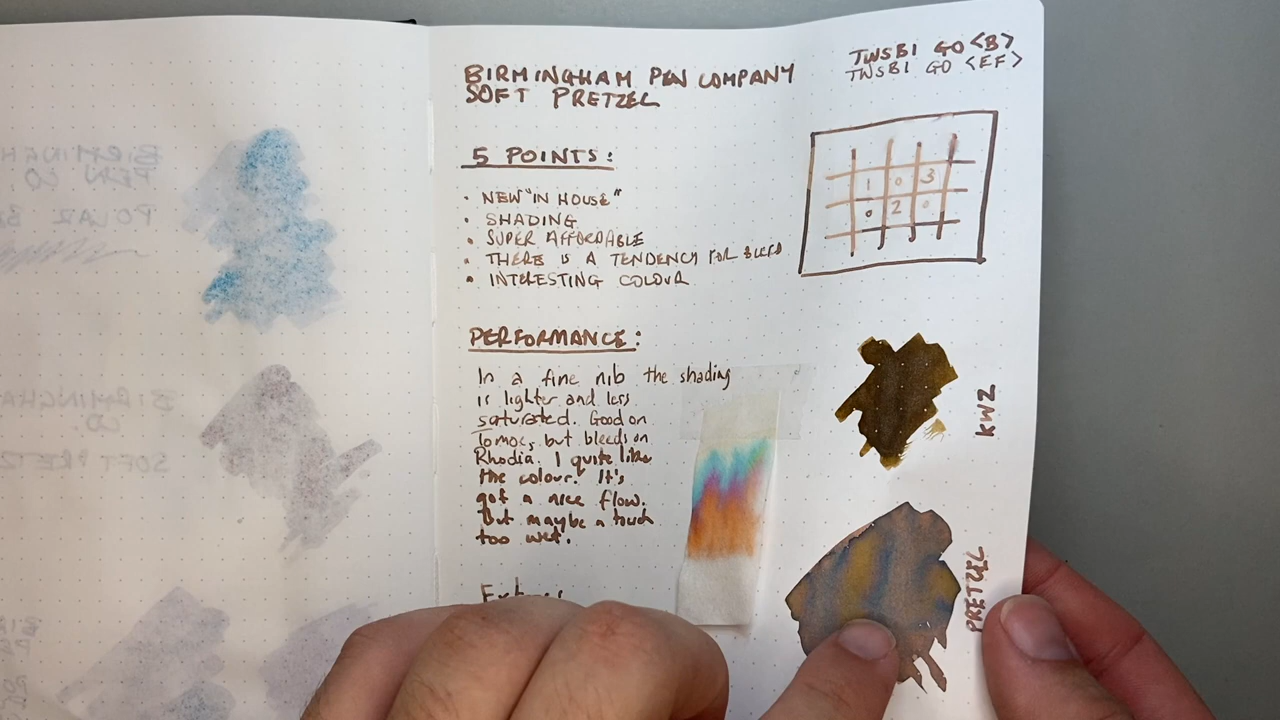 BIRMINGHAM PEN COMPANY
SOFT PRETZEL
TWSBI GO <B>
TWSBI GO <EF>
5 POINTS:
• NEW "IN HOUSE"
• SHADING
• SUPER AFFORDABLE
• THERE IS A TENDENCY FOR BLEED
• INTERESTING COLOUR
1 0 3
0 2 0
PERFORMANCE:
In a fine nib the shading
is lighter and less
saturated. Good on
Tomoe, but bleeds on
Rhodia. I quite like
the colour. It's
got a nice flow.
But maybe a touch
too wet.
KWZ
PRETZEL